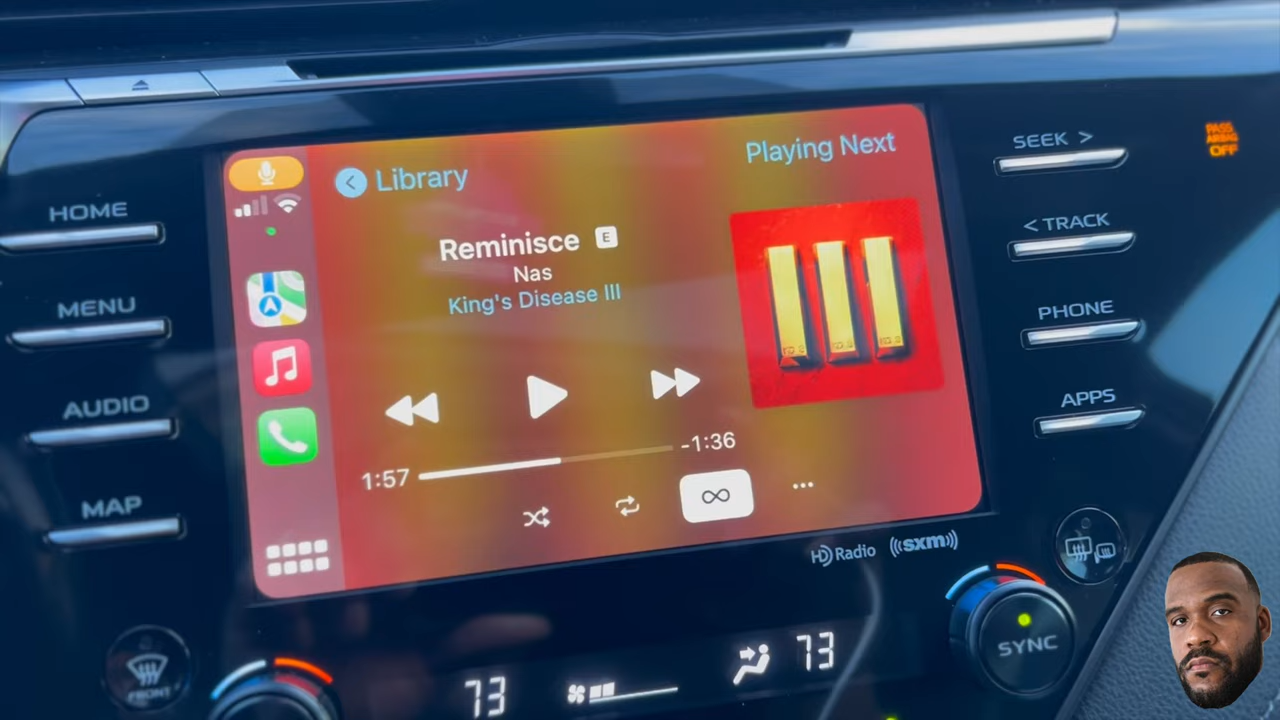 HOME
MENU
AUDIO
MAP
Library
Playing Next
Reminisce E
Nas
King's Disease III
1:57
-1:36
∞
...
SEEK >
< TRACK
PHONE
APPS
PASS
AIRBAG
OFF
HD Radio
((sxm))
FRONT
73
73
SYNC